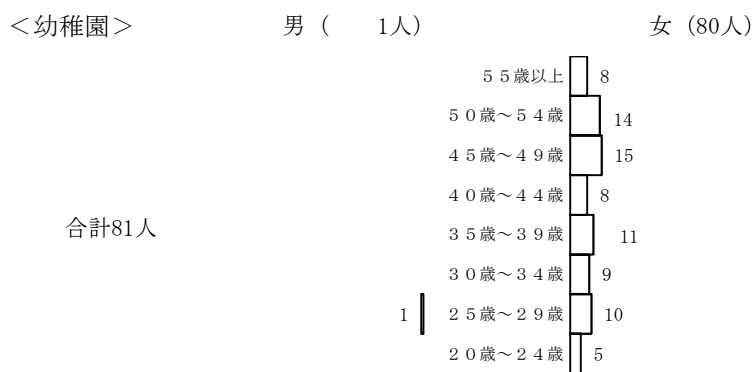 ＜幼稚園＞　男（　1人）　女（80人）
５５歳以上　8
５０歳～５４歳　14
４５歳～４９歳　15
４０歳～４４歳　8
合計81人
３５歳～３９歳　11
３０歳～３４歳　9
1　２５歳～２９歳　10
２０歳～２４歳　5